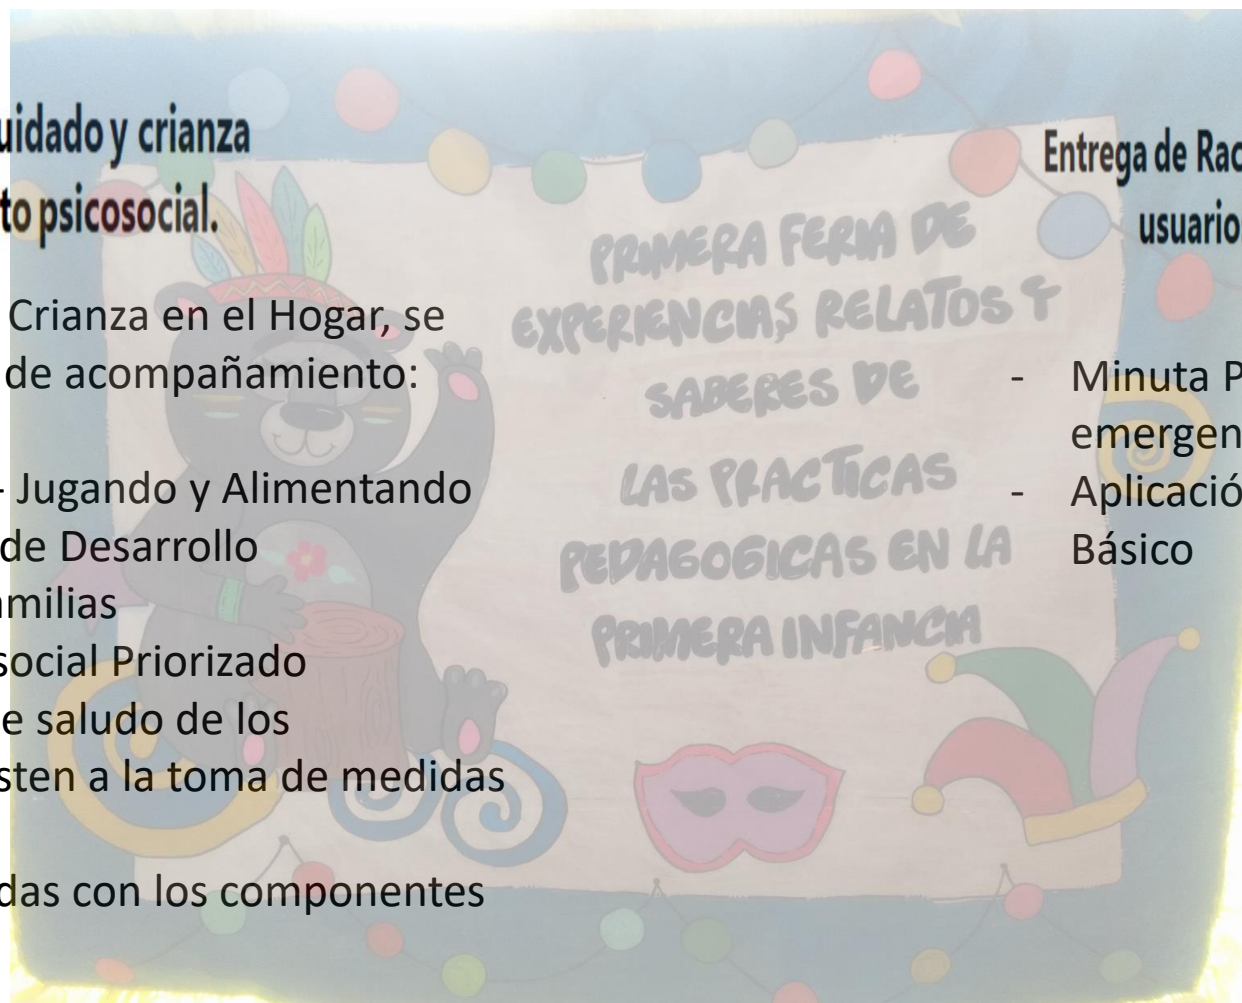 uidado y crianza
to psicosocial.
Crianza en el Hogar, se
de acompañamiento:
- Jugando y Alimentando
de Desarrollo
amilias
social Priorizado
e saludo de los
sten a la toma de medidas
das con los componentes
PRIMERA FERIA DE
EXPERIENCIAS RELATOS Y
SABERES DE
LAS PRACTICAS
PEDAGOGICAS EN LA
PRIMERA INFANCIA
Entrega de Rac
usuario
- Minuta P
emergen
- Aplicació
Básico